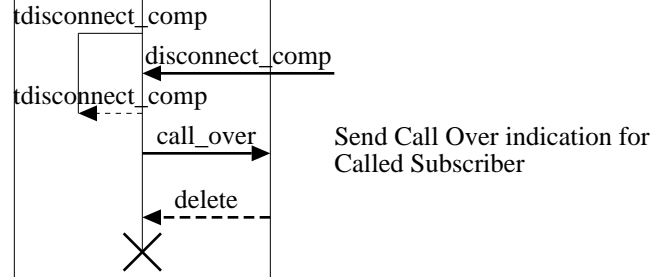 tdisconnect_comp
disconnect_comp
tdisconnect_comp
call_over
Send Call Over indication for
Called Subscriber
delete